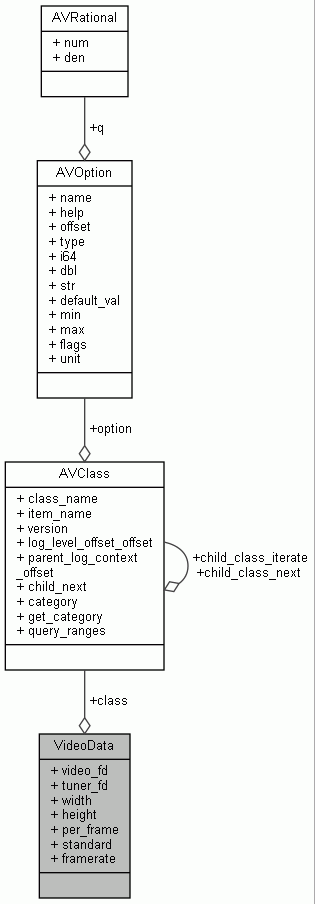 AVRational
+ num
+ den
+q
AVOption
+ name
+ help
+ offset
+ type
+ i64
+ dbl
+ str
+ default_val
+ min
+ max
+ flags
+ unit
+option
AVClass
+ class_name
+ item_name
+ version
+ log_level_offset_offset
+ parent_log_context
_offset
+ child_next
+ category
+ get_category
+ query_ranges
+child_class_iterate
+child_class_next
+class
VideoData
+ video_fd
+ tuner_fd
+ width
+ height
+ per_frame
+ standard
+ framerate